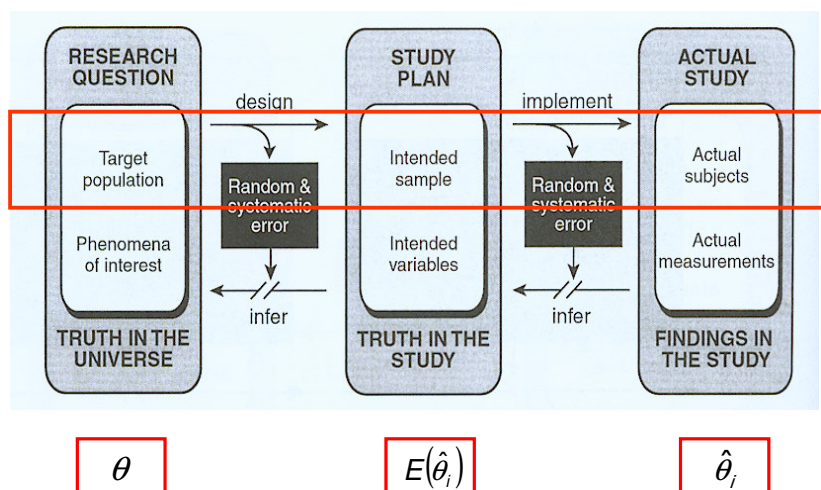 RESEARCH
QUESTION
STUDY
PLAN
ACTUAL
STUDY
design
implement
Target
population
Random &
systematic
error
Intended
sample
Random &
systematic
error
Actual
subjects
Phenomena
of interest
Intended
variables
Actual
measurements
infer
infer
TRUTH IN THE
UNIVERSE
TRUTH IN THE
STUDY
FINDINGS IN
THE STUDY
θ
E(θ̂ᵢ)
θ̂ᵢ